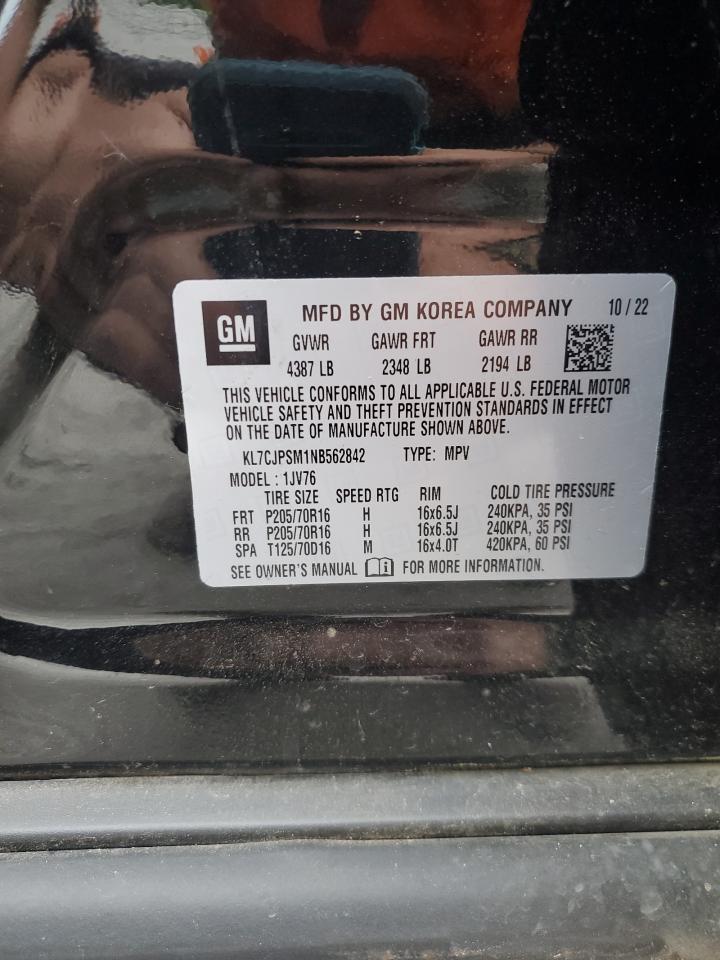 GM MFD BY GM KOREA COMPANY 10 / 22
GVWR GAWR FRT GAWR RR
4387 LB 2348 LB 2194 LB
THIS VEHICLE CONFORMS TO ALL APPLICABLE U.S. FEDERAL MOTOR
VEHICLE SAFETY AND THEFT PREVENTION STANDARDS IN EFFECT
ON THE DATE OF MANUFACTURE SHOWN ABOVE.
KL7CJPSM1NB562842 TYPE: MPV
MODEL : 1JV76
TIRE SIZE SPEED RTG RIM COLD TIRE PRESSURE
FRT P205/70R16 H 16x6.5J 240KPA, 35 PSI
RR P205/70R16 H 16x6.5J 240KPA, 35 PSI
SPA T125/70D16 M 16x4.0T 420KPA, 60 PSI
SEE OWNER'S MANUAL FOR MORE INFORMATION.